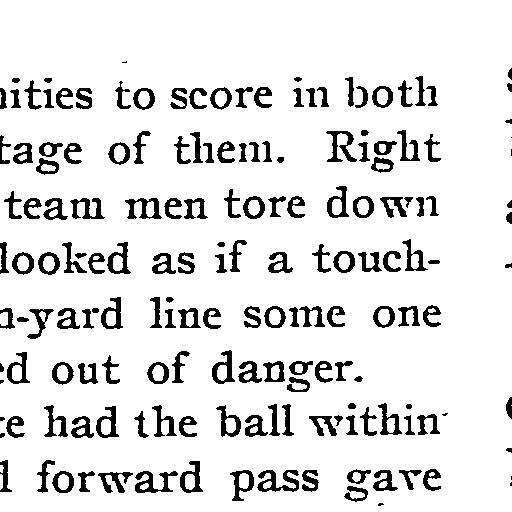 nities to score in both
tage of them. Right
team men tore down
looked as if a touch-
n-yard line some one
ed out of danger.
te had the ball within
d forward pass gave